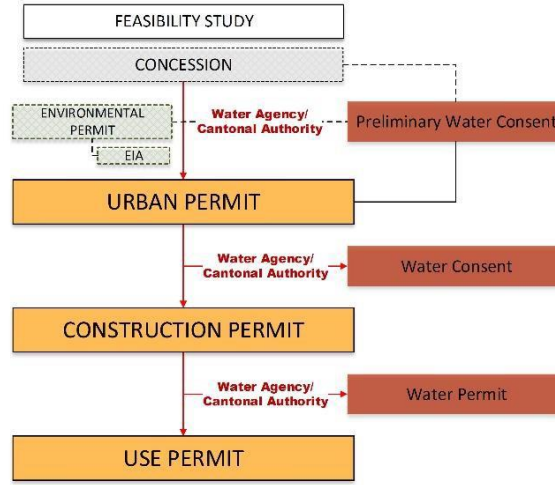 FEASIBILITY STUDY
CONCESSION
ENVIRONMENTAL
PERMIT
EIA
Water Agency/
Cantonal Authority
Preliminary Water Consent
URBAN PERMIT
Water Agency/
Cantonal Authority
Water Consent
CONSTRUCTION PERMIT
Water Agency/
Cantonal Authority
Water Permit
USE PERMIT